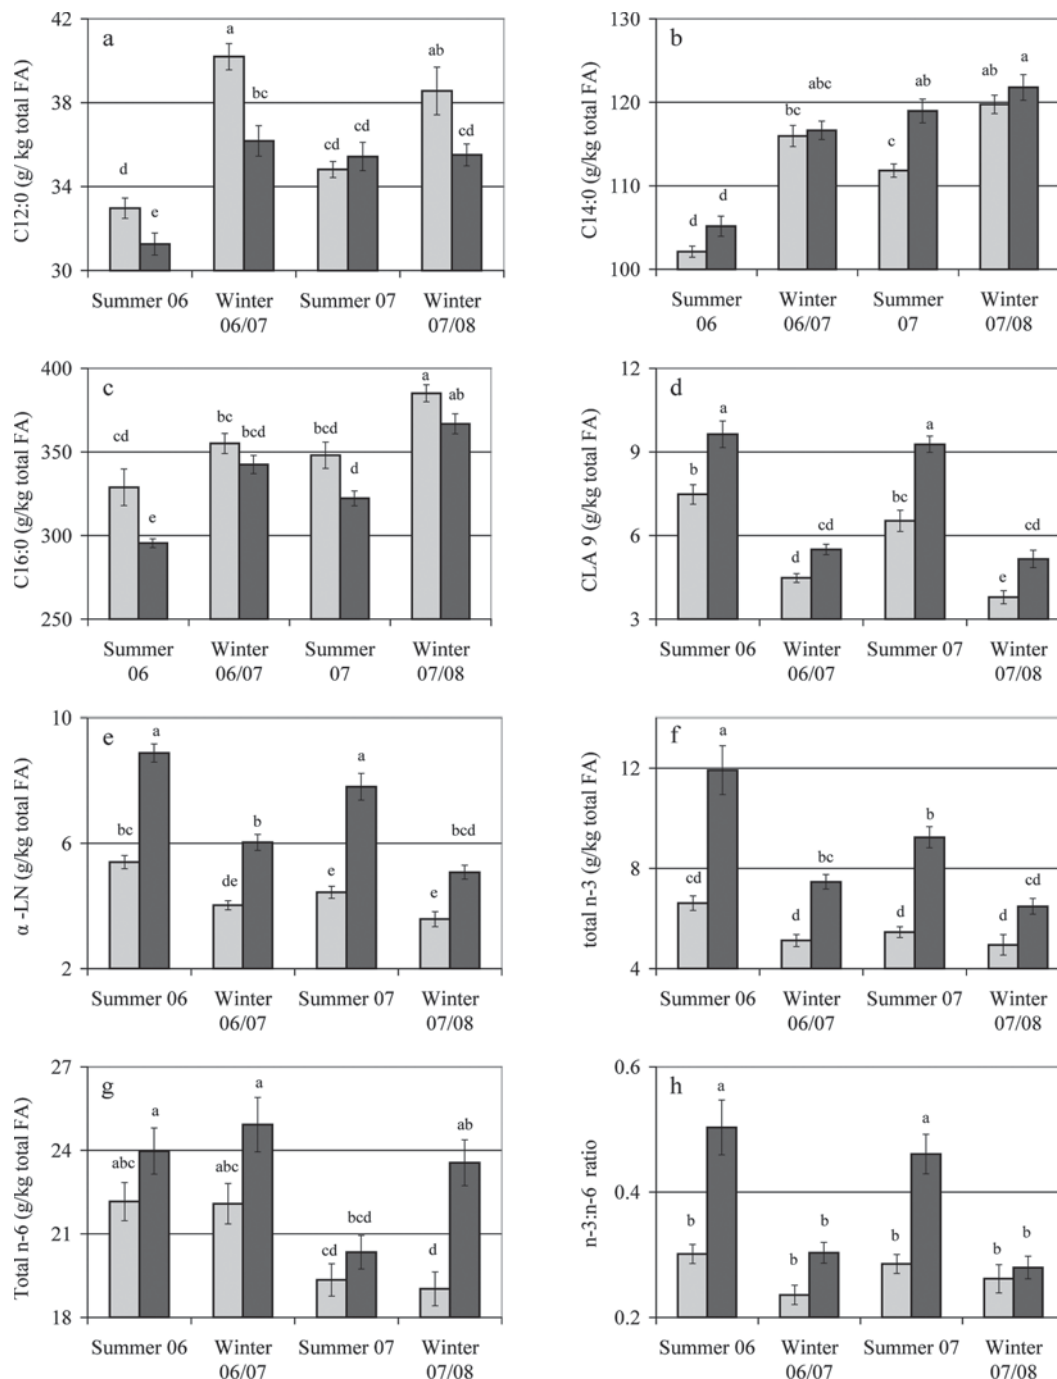 a
C12:0 (g/ kg total FA)
42
38
34
30
d
e
a
bc
cd
cd
ab
cd
Summer 06
Winter
06/07
Summer 07
Winter
07/08
b
C14:0 (g/kg total FA)
130
120
110
100
d
d
bc
abc
c
ab
ab
a
Summer
06
Winter
06/07
Summer
07
Winter
07/08
c
C16:0 (g/kg total FA)
400
350
300
250
cd
e
bc
bcd
bcd
d
a
ab
Summer
06
Winter
06/07
Summer
07
Winter
07/08
d
CLA 9 (g/kg total FA)
12
9
6
3
b
a
d
cd
bc
a
e
cd
Summer 06
Winter
06/07
Summer 07
Winter
07/08
e
α -LN (g/kg total FA)
10
6
2
bc
a
de
b
e
a
e
bcd
Summer 06
Winter
06/07
Summer 07
Winter
07/08
f
total n-3 (g/kg total FA)
12
8
4
cd
a
d
bc
d
b
d
cd
Summer 06
Winter
06/07
Summer 07
Winter
07/08
g
Total n-6 (g/kg total FA)
27
24
21
18
abc
a
abc
a
cd
bcd
d
ab
Summer 06
Winter
06/07
Summer 07
Winter
07/08
h
n-3:n-6 ratio
0.6
0.4
0.2
b
a
b
b
b
a
b
b
Summer 06
Winter
06/07
Summer 07
Winter
07/08